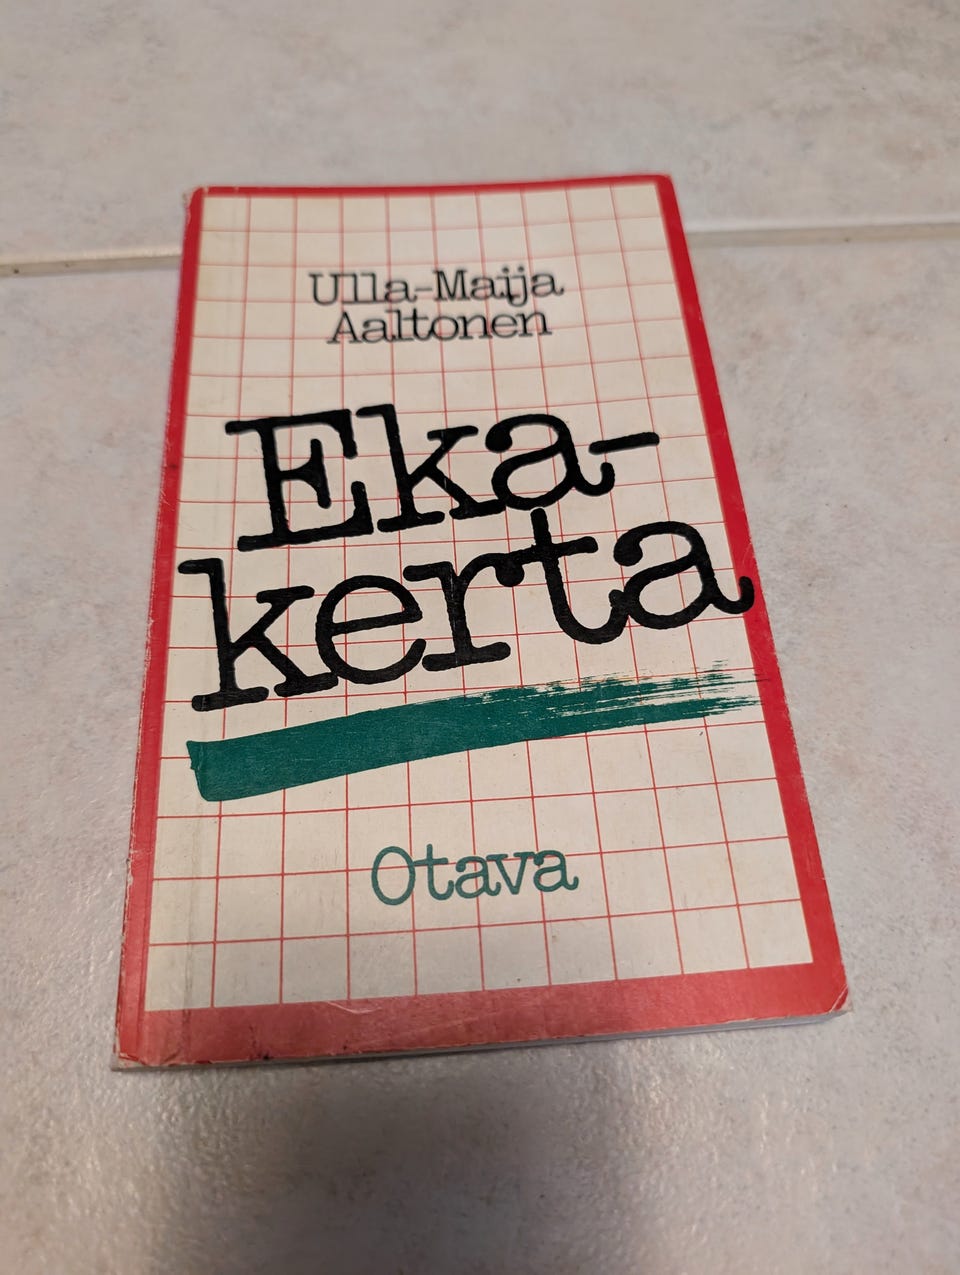 Ulla-Maija
Aaltonen
Eka-
kerta
Otava